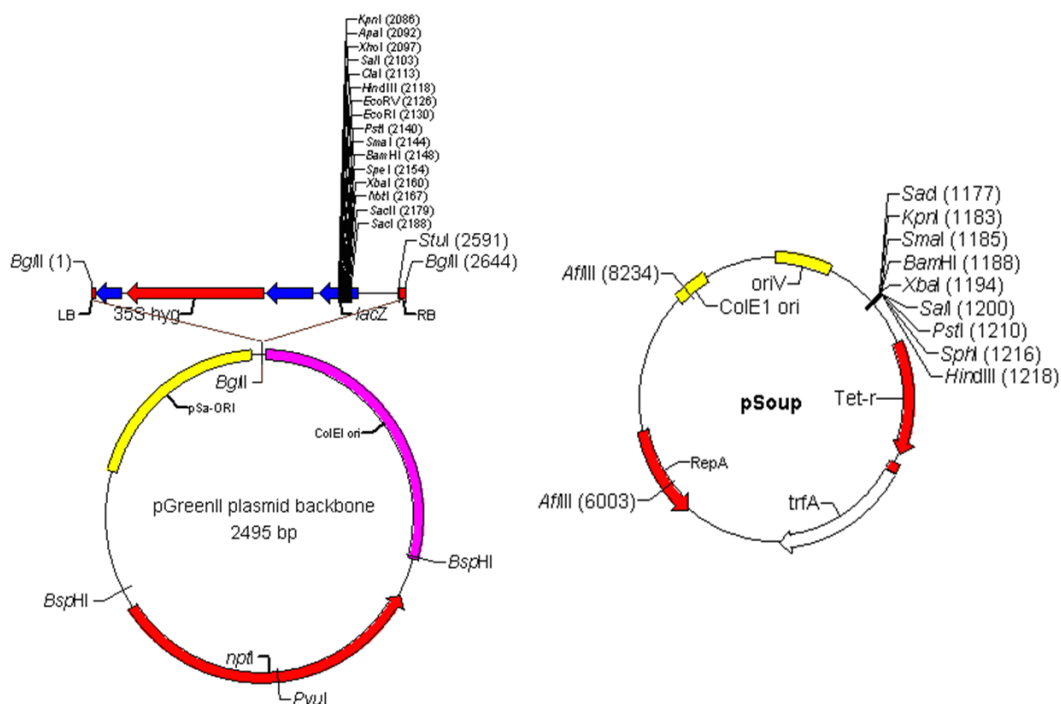 KpnI (2086)
ApaI (2092)
XhoI (2097)
SalI (2103)
ClaI (2113)
HindIII (2118)
EcoRV (2126)
EcoRI (2130)
PstI (2140)
SmaI (2144)
BamHI (2148)
SpeI (2154)
XbaI (2160)
NotI (2167)
SacII (2179)
SacI (2188)
StuI (2591)
BglII (1)
BglII (2644)
LB
35S hyg
lacZ
RB
BglII
pSa-ORI
ColEI ori
pGreenII plasmid backbone
2495 bp
BspHI
BspHI
nptI
PvuI
SacI (1177)
KpnI (1183)
SmaI (1185)
BamHI (1188)
XbaI (1194)
SalI (1200)
PstI (1210)
SphI (1216)
HindIII (1218)
AflIII (8234)
oriV
ColE1 ori
pSoup
Tet-r
RepA
AflIII (6003)
trfA